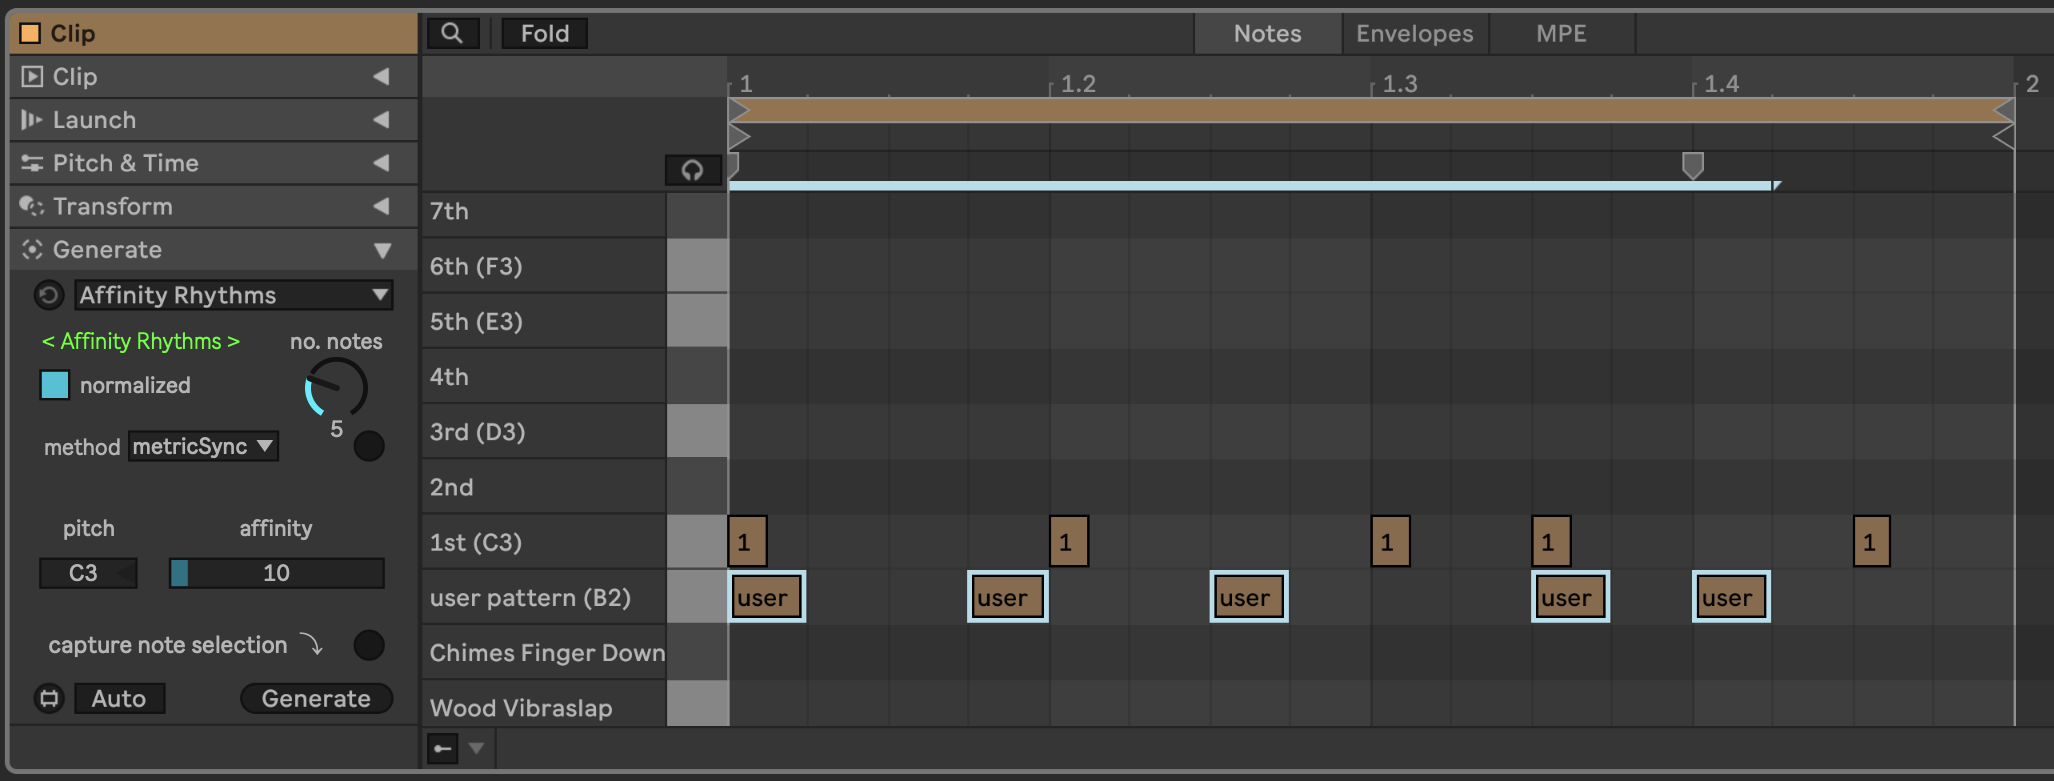 Clip
Fold
Notes
Envelopes
MPE
Clip
Launch
Pitch & Time
Transform
Generate
Affinity Rhythms
< Affinity Rhythms >
no. notes
normalized
5
method
metricSync
pitch
affinity
C3
10
capture note selection
Auto
Generate
1
1.2
1.3
1.4
2
7th
6th (F3)
5th (E3)
4th
3rd (D3)
2nd
1st (C3)
1
1
1
1
1
user pattern (B2)
user
user
user
user
user
Chimes Finger Down
Wood Vibraslap